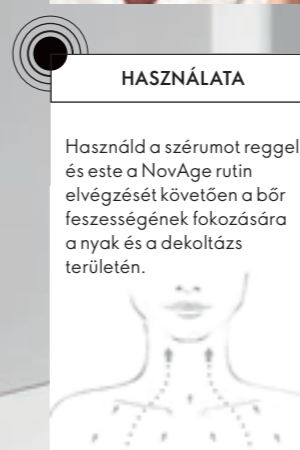 HASZNÁLATA
Használd a szérumot reggel
és este a NovAge rutin
elvégzését követően a bőr
feszességének fokozására
a nyak és a dekoltázs
területén.